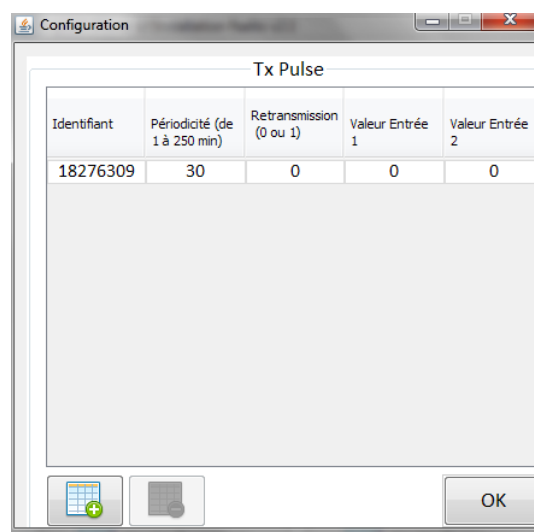 Configuration
Tx Pulse
Identifiant
Périodicité (de
1 à 250 min)
Retransmission
(0 ou 1)
Valeur Entrée
1
Valeur Entrée
2
18276309 30 0 0 0
OK